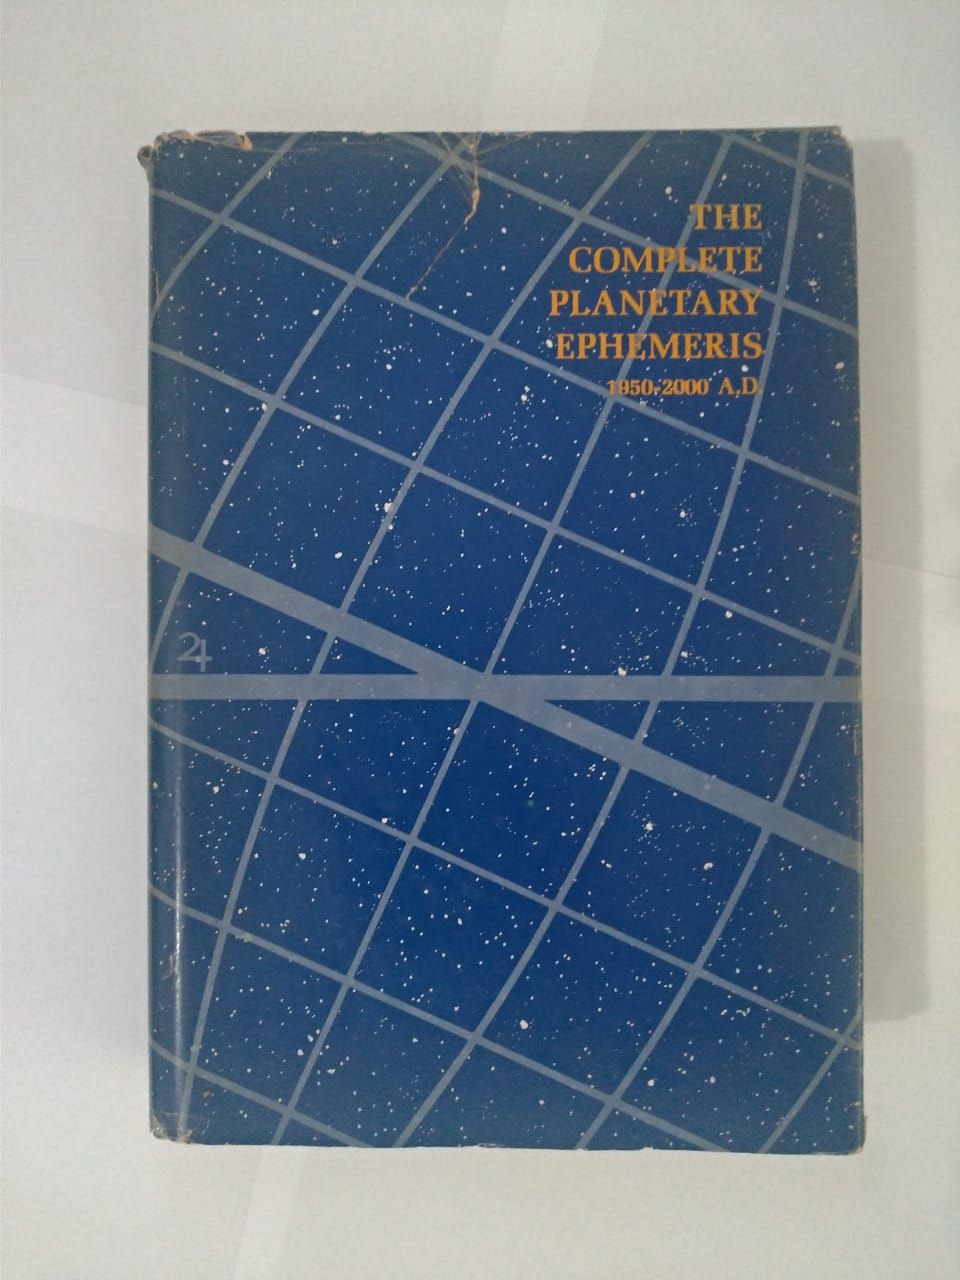 THE
COMPLETE
PLANETARY
EPHEMERIS
1950-2000 A.D.
♃